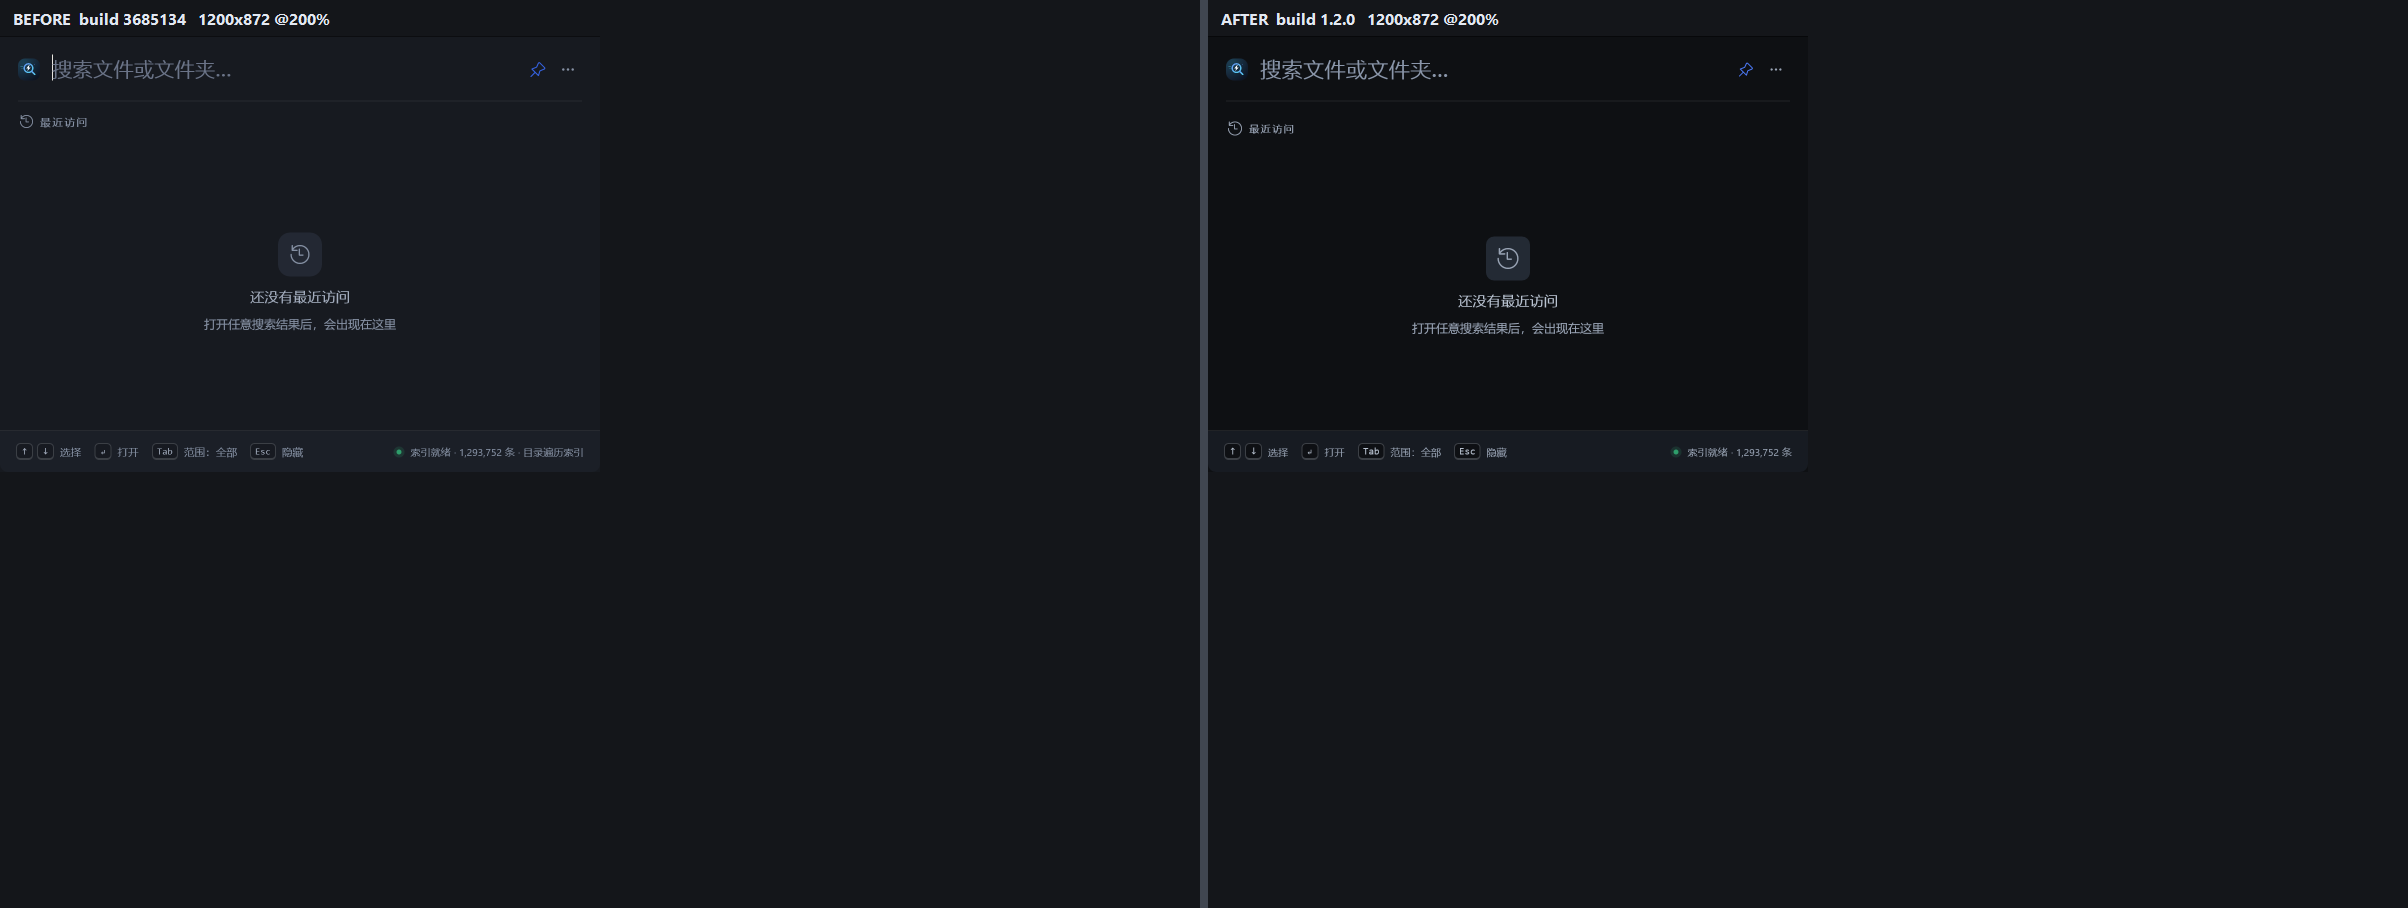 BEFORE build 3685134 1200x872 @200%
搜索文件或文件夹...
最近访问
还没有最近访问
打开任意搜索结果后，会出现在这里
↑ ↓ 选择 ↵ 打开 Tab 范围：全部 Esc 隐藏 索引就绪 · 1,293,752 条 · 目录遍历索引
AFTER build 1.2.0 1200x872 @200%
搜索文件或文件夹...
最近访问
还没有最近访问
打开任意搜索结果后，会出现在这里
↑ ↓ 选择 ↵ 打开 Tab 范围：全部 Esc 隐藏 索引就绪 · 1,293,752 条